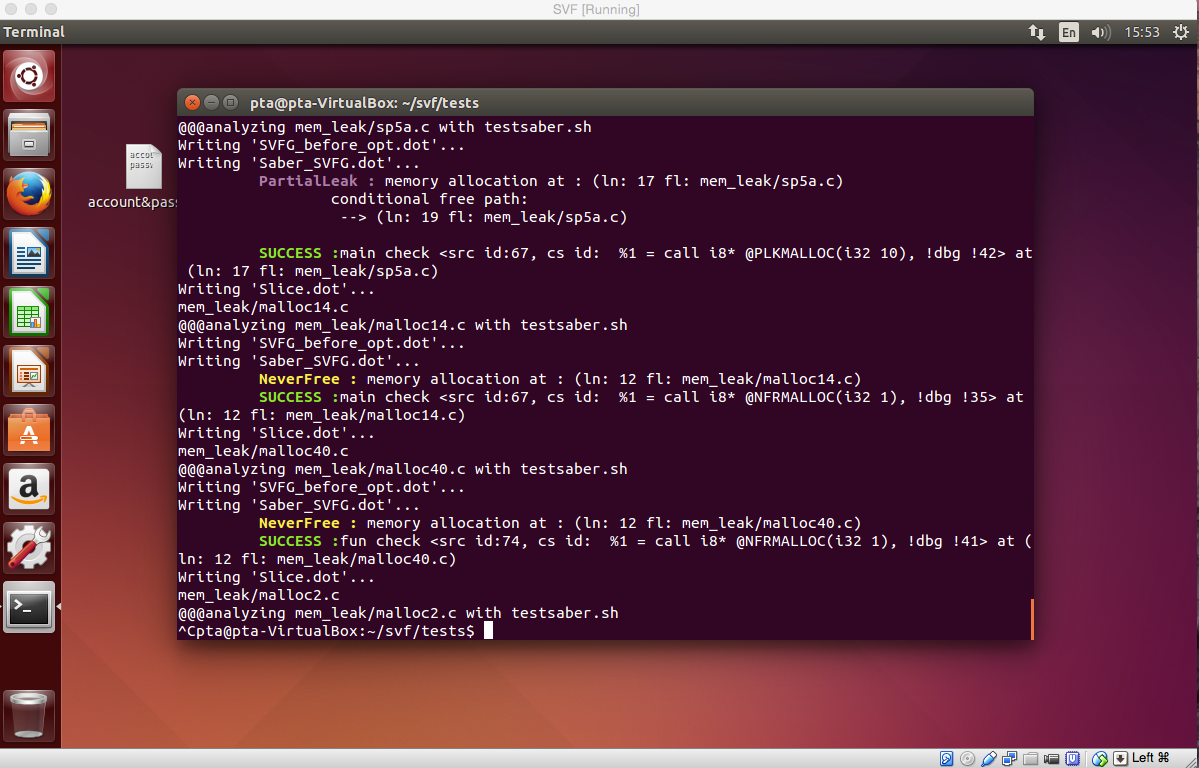 SVF [Running]
Terminal
En
15:53
pta@pta-VirtualBox: ~/svf/tests
account&pas
@@@analyzing mem_leak/sp5a.c with testsaber.sh
Writing 'SVFG_before_opt.dot'...
Writing 'Saber_SVFG.dot'...
PartialLeak : memory allocation at : (ln: 17 fl: mem_leak/sp5a.c)
conditional free path:
--> (ln: 19 fl: mem_leak/sp5a.c)
SUCCESS :main check <src id:67, cs id:  %1 = call i8* @PLKMALLOC(i32 10), !dbg !42> at
(ln: 17 fl: mem_leak/sp5a.c)
Writing 'Slice.dot'...
mem_leak/malloc14.c
@@@analyzing mem_leak/malloc14.c with testsaber.sh
Writing 'SVFG_before_opt.dot'...
Writing 'Saber_SVFG.dot'...
NeverFree : memory allocation at : (ln: 12 fl: mem_leak/malloc14.c)
SUCCESS :main check <src id:67, cs id:  %1 = call i8* @NFRMALLOC(i32 1), !dbg !35> at
(ln: 12 fl: mem_leak/malloc14.c)
Writing 'Slice.dot'...
mem_leak/malloc40.c
@@@analyzing mem_leak/malloc40.c with testsaber.sh
Writing 'SVFG_before_opt.dot'...
Writing 'Saber_SVFG.dot'...
NeverFree : memory allocation at : (ln: 12 fl: mem_leak/malloc40.c)
SUCCESS :fun check <src id:74, cs id:  %1 = call i8* @NFRMALLOC(i32 1), !dbg !41> at (
ln: 12 fl: mem_leak/malloc40.c)
Writing 'Slice.dot'...
mem_leak/malloc2.c
@@@analyzing mem_leak/malloc2.c with testsaber.sh
^Cpta@pta-VirtualBox:~/svf/tests$
Left ⌘